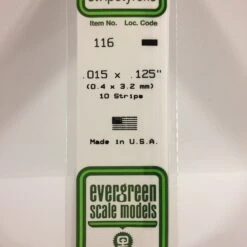 Item No. Loc. Code
116
.015 x .125"
(0.4 x 3.2 mm)
10 Strips
Made in U.S.A.
evergreen
scale models